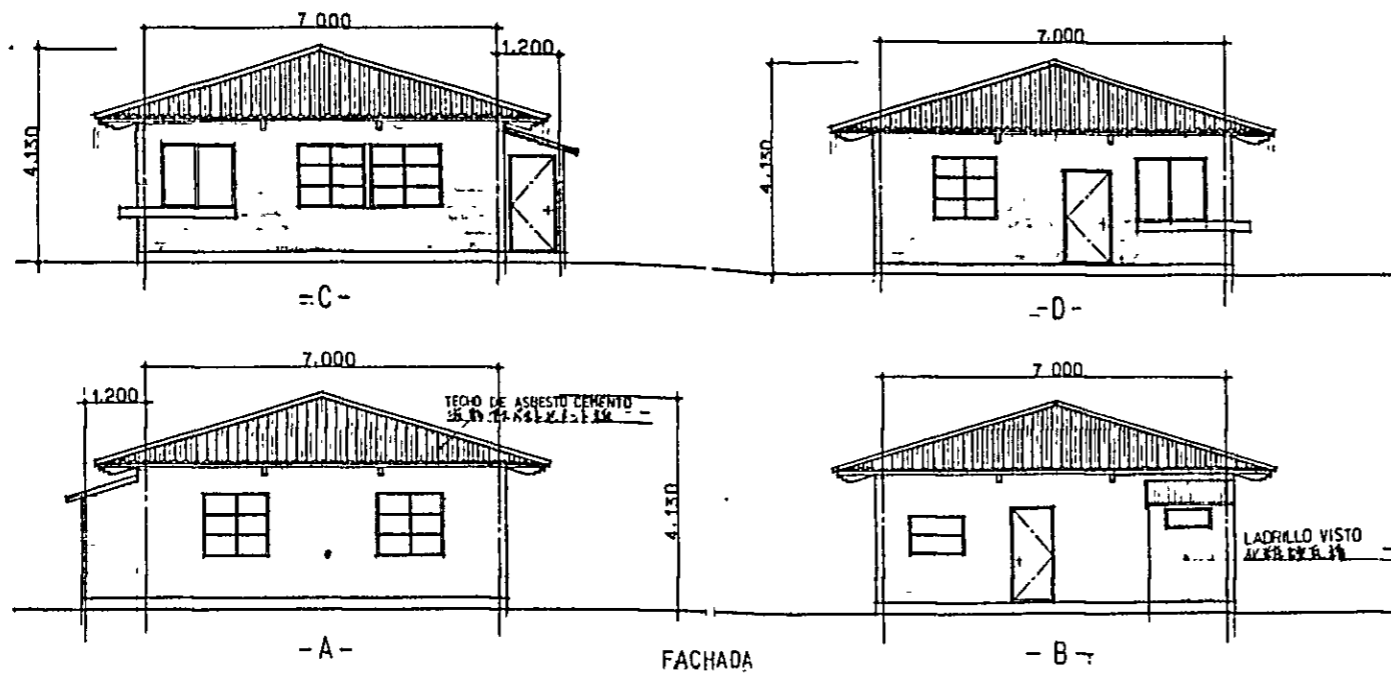 7.000
1.200
4.130
=C-
7.000
4.130
-D-
7.000
1.200
TECHO DE ASBESTO CEMENTO
4.130
-A-
7.000
LADRILLO VISTO
-B-
FACHADA